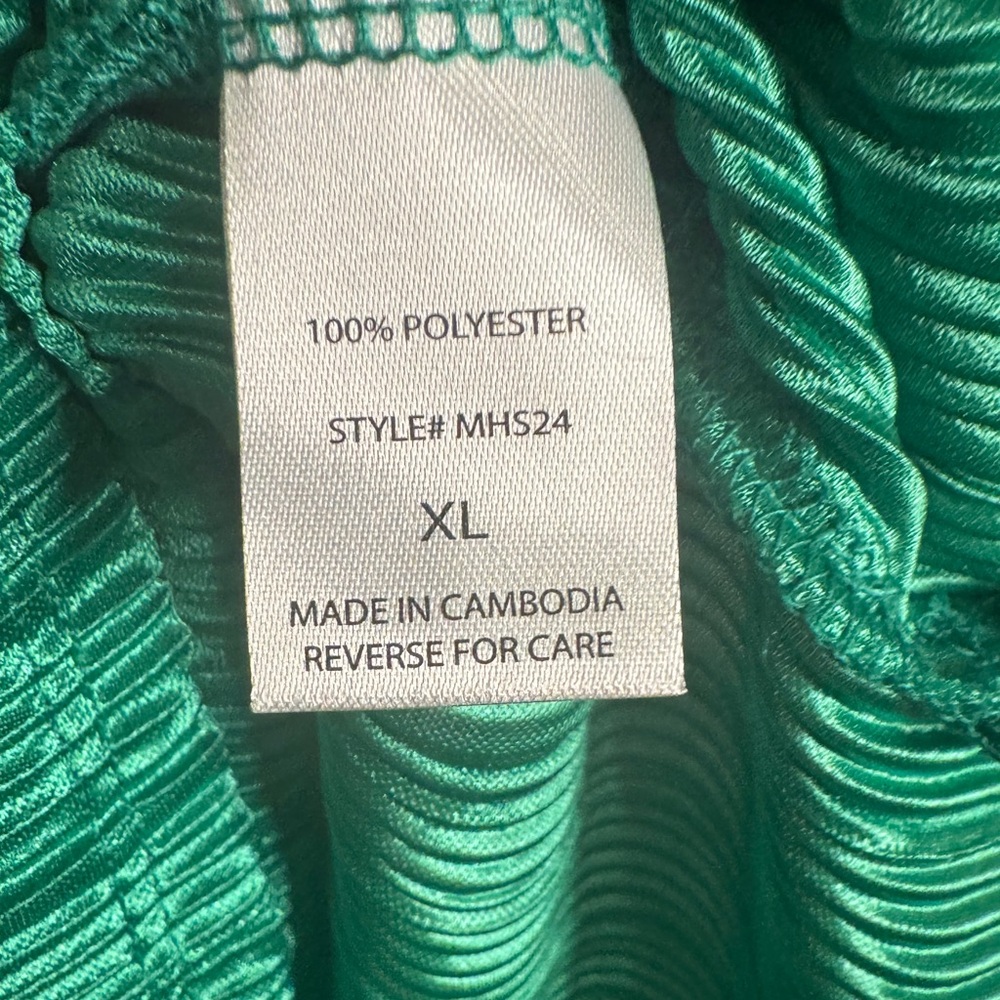 100% POLYESTER
STYLE# MHS24
XL
MADE IN CAMBODIA
REVERSE FOR CARE